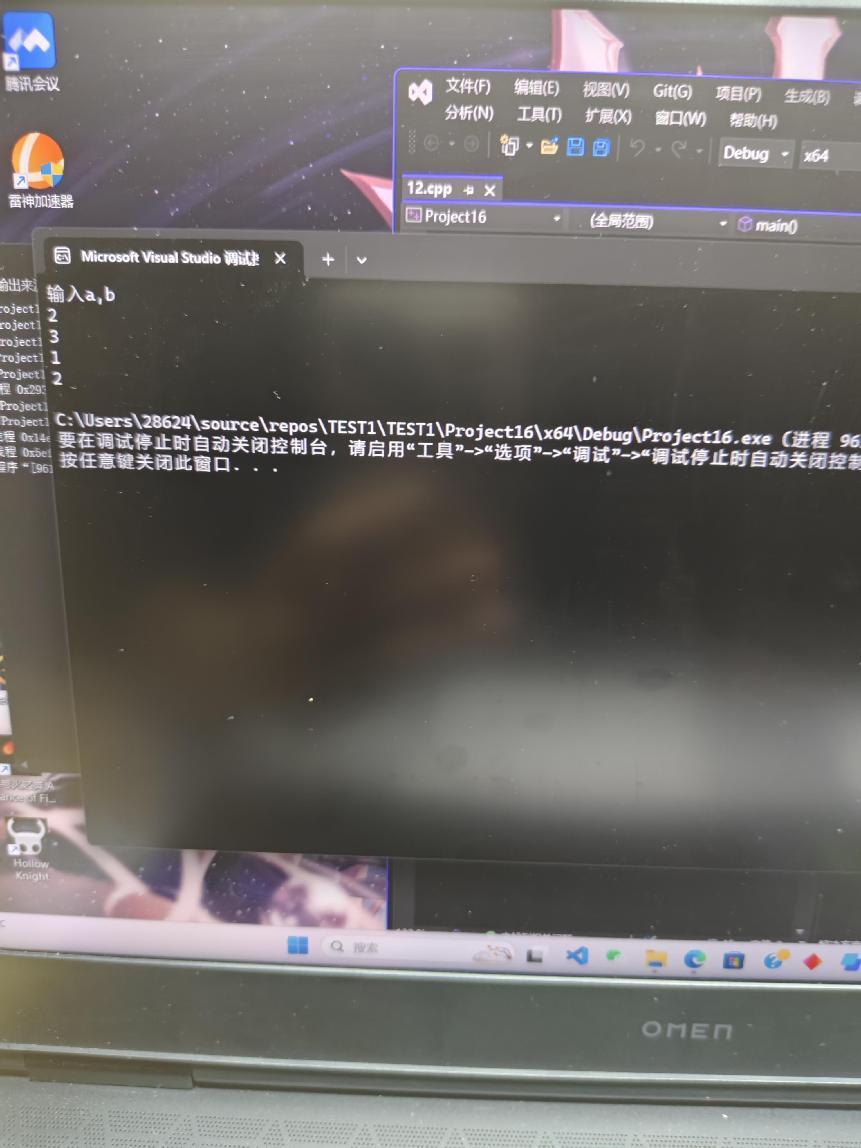 腾讯会议
雷神加速器
文件(F) 编辑(E) 视图(V) Git(G) 项目(P) 生成(B)
分析(N) 工具(T) 扩展(X) 窗口(W) 帮助(H)
Debug x64
12.cpp
Project16 (全局范围) main()
Microsoft Visual Studio 调试
输入a,b
2
3
1
2
C:\Users\28624\source\repos\TEST1\TEST1\Project16\x64\Debug\Project16.exe (进程 96
要在调试停止时自动关闭控制台，请启用“工具”->“选项”->“调试”->“调试停止时自动关闭控制
按任意键关闭此窗口. . .
Hollow
Knight
搜索
OMEN